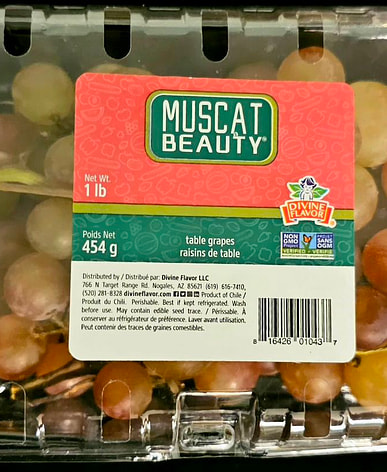 MUSCAT
BEAUTY®
Net Wt.
1 lb
DIVINE
FLAVOR
Poids Net
454 g
table grapes
raisins de table
NON
GMO
Project
VERIFIED
PROJET
SANS
OGM
VÉRIFIÉ
Distributed by / Distribué par: Divine Flavor LLC
766 N Target Range Rd. Nogales, AZ 85621 (619) 616-7410,
(520) 281-8328 divineflavor.com Product of Chile /
Produit du Chili. Perishable. Best if kept refrigerated. Wash
before use. May contain edible seed trace. / Périssable. À
conserver au réfrigérateur de préférence. Laver avant utilisation.
Peut contenir des traces de graines comestibles.
8 16426 01043 7